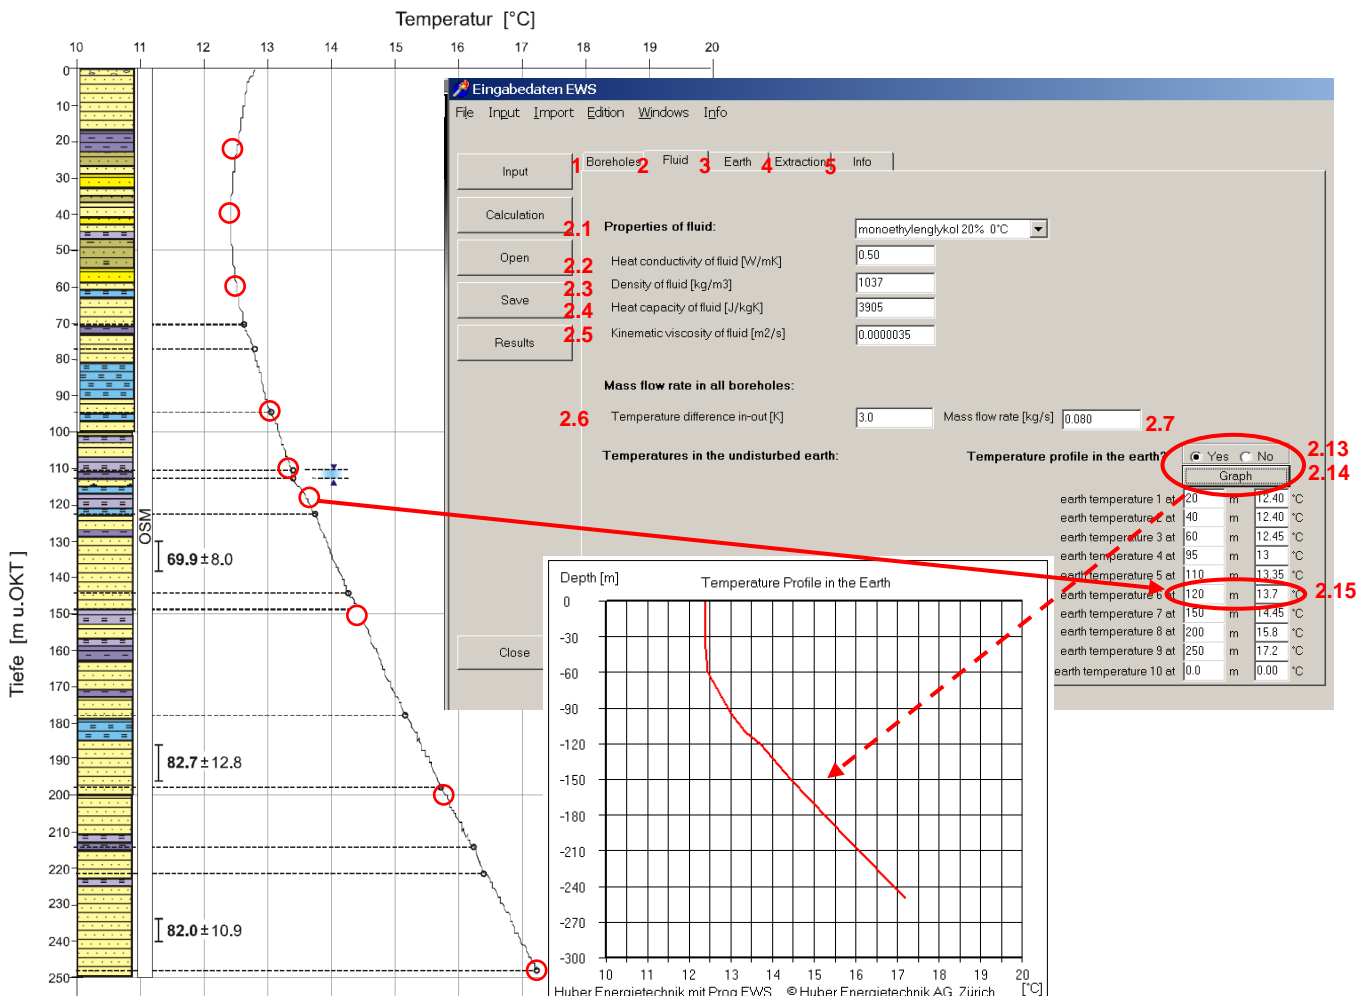 Temperatur [°C]
10 11 12 13 14 15 16 17 18 19 20
Tiefe [m u.OKT]
0
10
20
30
40
50
60
70
80
90
100
110
120
130
140
150
160
170
180
190
200
210
220
230
240
250
OSM
69.9 ± 8.0
82.7 ± 12.8
82.0 ± 10.9
Eingabedaten EWS
File Input Import Edition Windows Info
Input
Calculation
Open
Save
Results
Close
1 Boreholes 2 Fluid 3 Earth 4 Extraction 5 Info
2.1 Properties of fluid: monoethylenglykol 20% 0°C
2.2 Heat conductivity of fluid [W/mK] 0.50
2.3 Density of fluid [kg/m3] 1037
2.4 Heat capacity of fluid [J/kgK] 3905
2.5 Kinematic viscosity of fluid [m2/s] 0.0000035
Mass flow rate in all boreholes:
2.6 Temperature difference in-out [K] 3.0 Mass flow rate [kg/s] 0.080 2.7
Temperatures in the undisturbed earth: Temperature profile in the earth? Yes No 2.13
Graph 2.14
earth temperature 1 at 20 m 12.40 °C
earth temperature 2 at 40 m 12.40 °C
earth temperature 3 at 60 m 12.45 °C
earth temperature 4 at 95 m 13 °C
earth temperature 5 at 110 m 13.35 °C
earth temperature 6 at 120 m 13.7 °C 2.15
earth temperature 7 at 150 m 14.45 °C
earth temperature 8 at 200 m 15.8 °C
earth temperature 9 at 250 m 17.2 °C
earth temperature 10 at 0.0 m 0.00 °C
Depth [m] Temperature Profile in the Earth
0
-30
-60
-90
-120
-150
-180
-210
-240
-270
-300
10 11 12 13 14 15 16 17 18 19 20
[°C]
Huber Energietechnik mit Prog EWS © Huber Energietechnik AG, Zürich